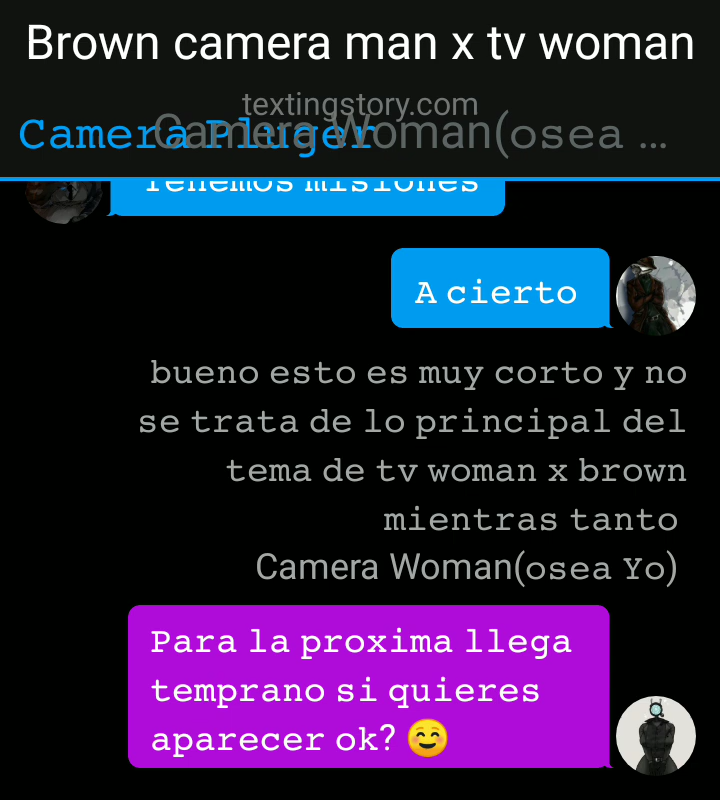 Brown camera man x tv woman
textingstory.com
Camera Pluger
Camera Woman(osea ...
Tenemos misiones
A cierto
bueno esto es muy corto y no
se trata de lo principal del
tema de tv woman x brown
mientras tanto
Camera Woman(osea Yo)
Para la proxima llega
temprano si quieres
aparecer ok? 😊